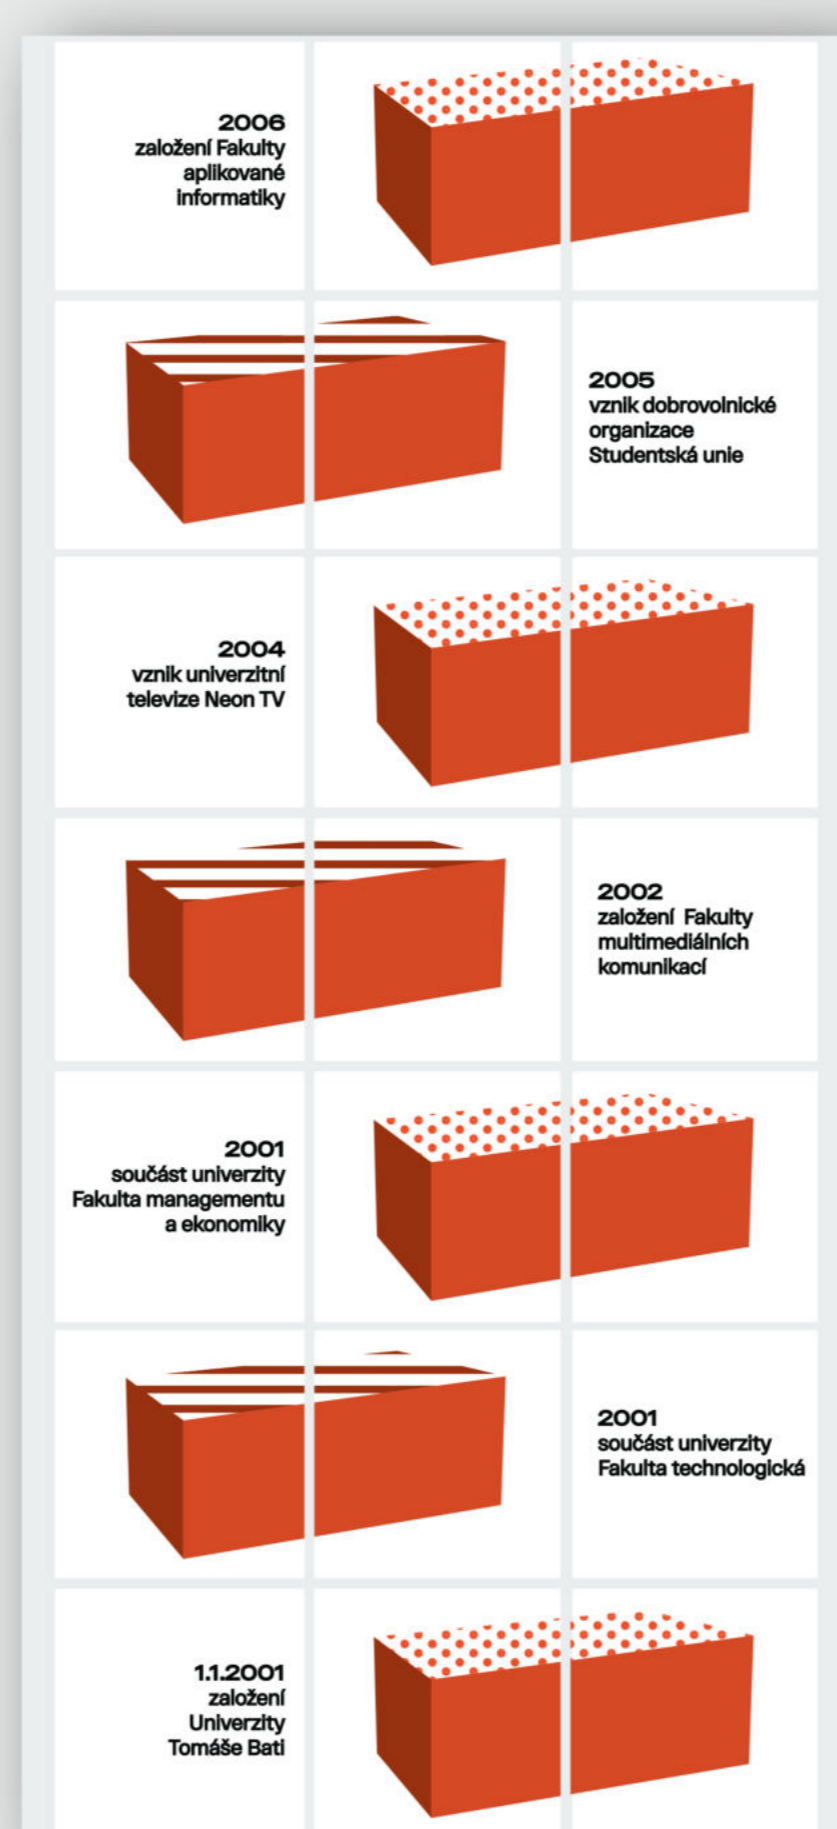 2006
založení Fakulty
aplikované
informatiky
2005
vznik dobrovolnické
organizace
Studentská unie
2004
vznik univerzitní
televize Neon TV
2002
založení Fakulty
multimediálních
komunikací
2001
součást univerzity
Fakulta managementu
a ekonomiky
2001
součást univerzity
Fakulta technologická
1.1.2001
založení
Univerzity
Tomáše Bati